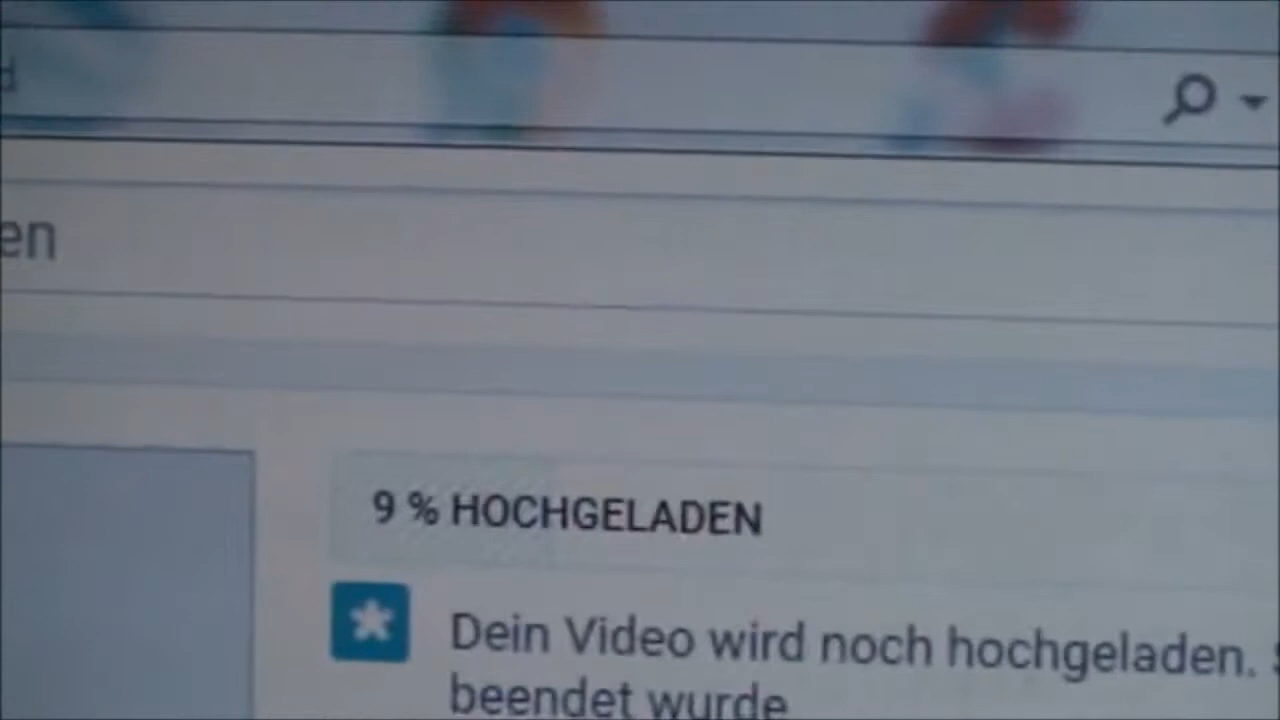 d
en
9 % HOCHGELADEN
Dein Video wird noch hochgeladen.
beendet wurde